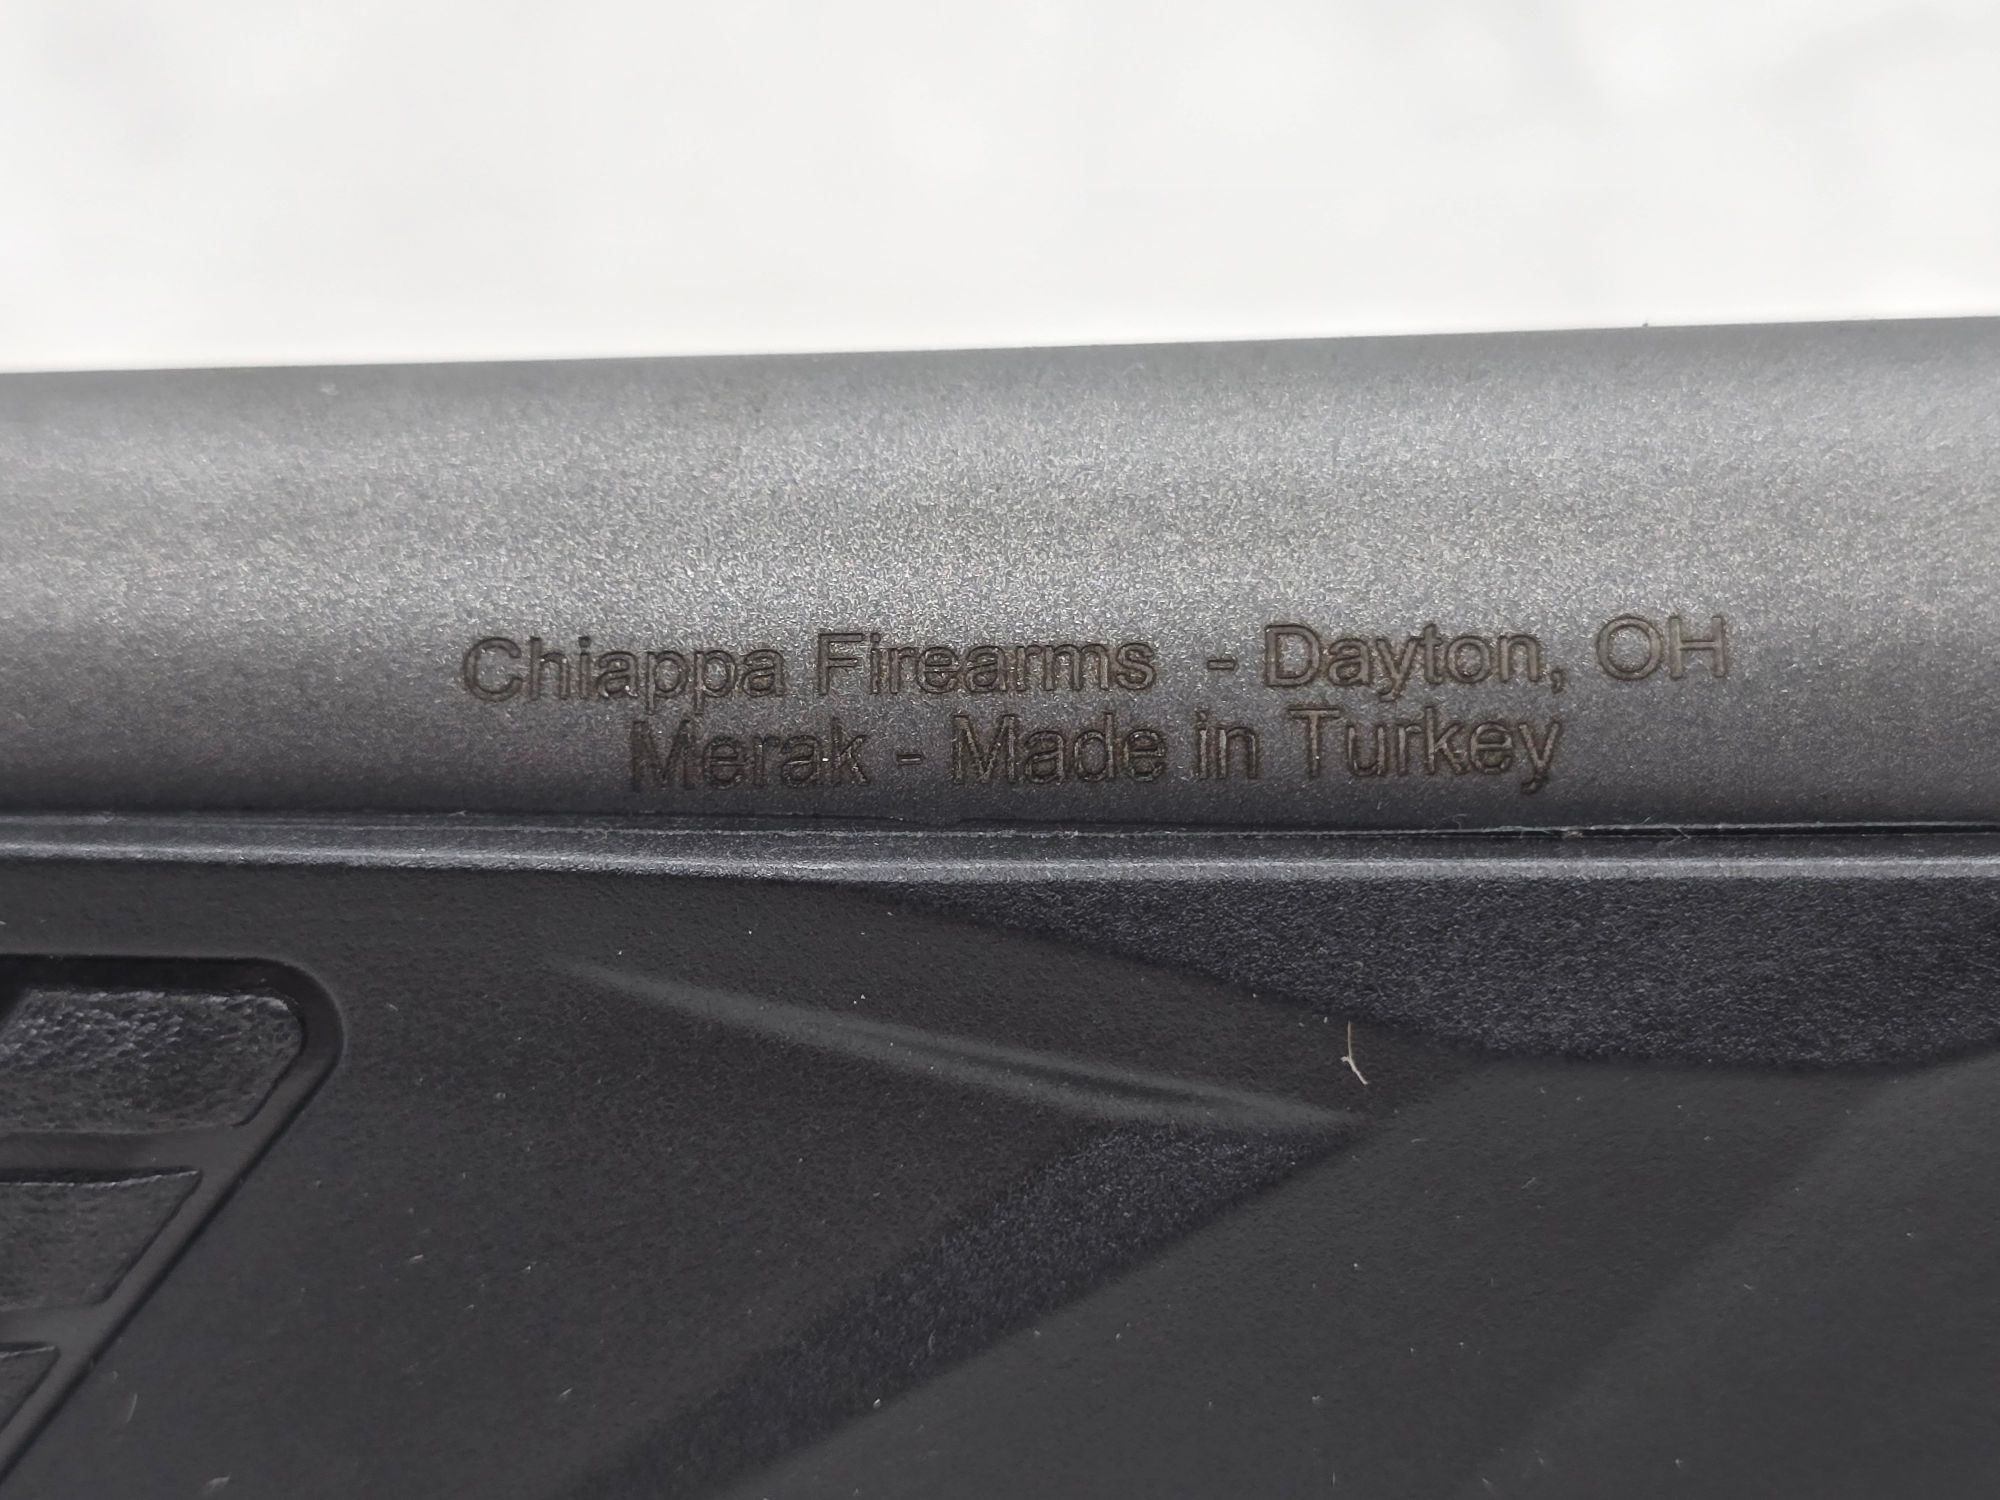 Chiappa Firearms - Dayton, OH
Merak - Made in Turkey